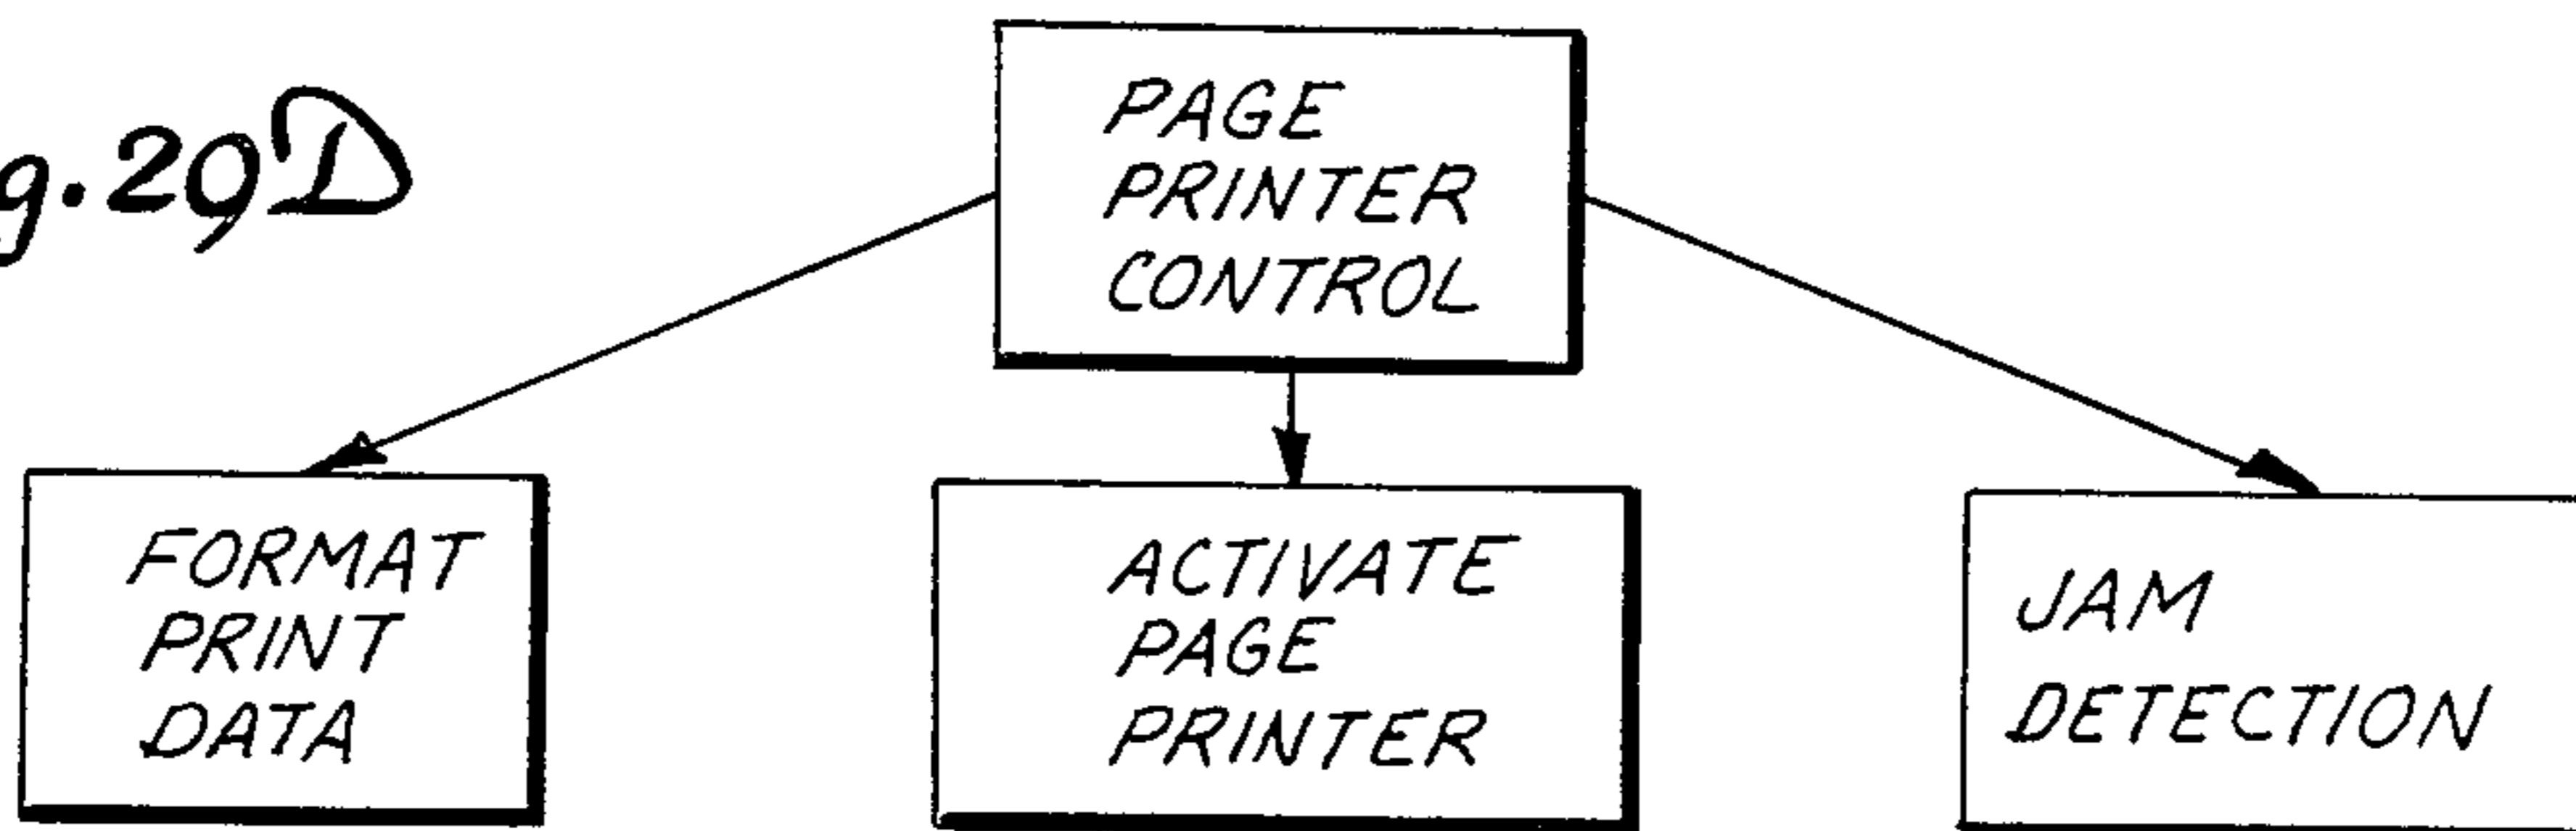 g. 29D
PAGE
PRINTER
CONTROL
FORMAT
PRINT
DATA
ACTIVATE
PAGE
PRINTER
JAM
DETECTION